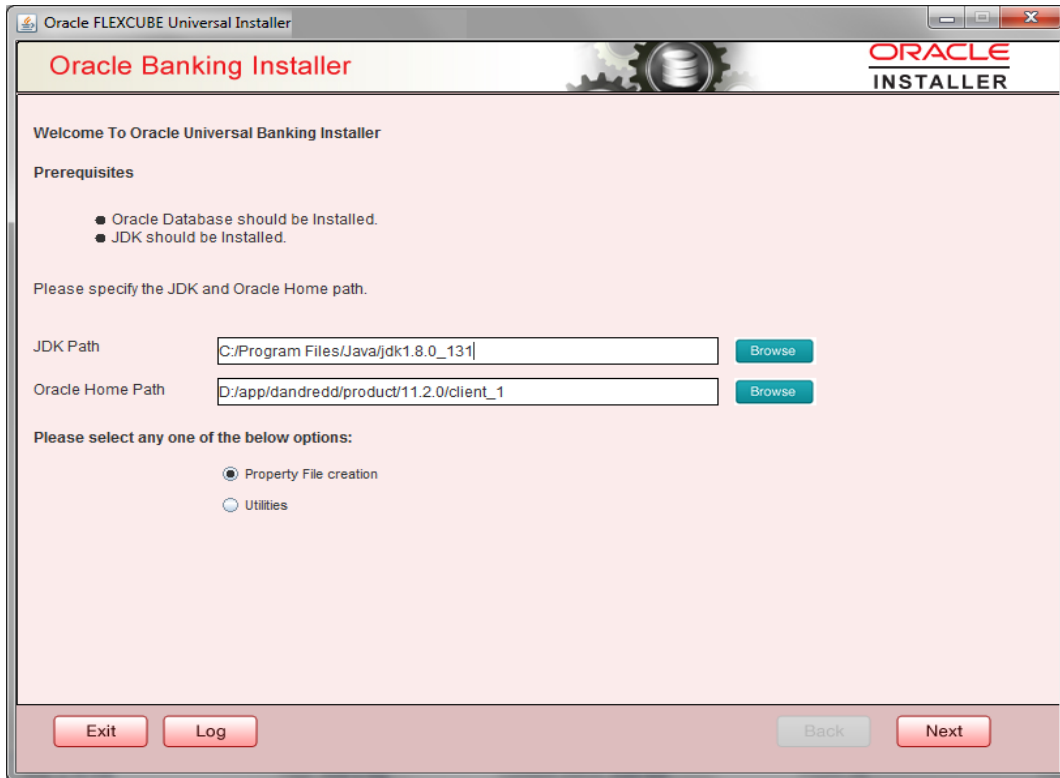 Oracle FLEXCUBE Universal Installer
Oracle Banking Installer
ORACLE
INSTALLER
Welcome To Oracle Universal Banking Installer
Prerequisites
Oracle Database should be Installed.
JDK should be Installed.
Please specify the JDK and Oracle Home path.
JDK Path C:/Program Files/Java/jdk1.8.0_131 Browse
Oracle Home Path D:/app/dandredd/product/11.2.0/client_1 Browse
Please select any one of the below options:
Property File creation
Utilities
Exit Log Back Next